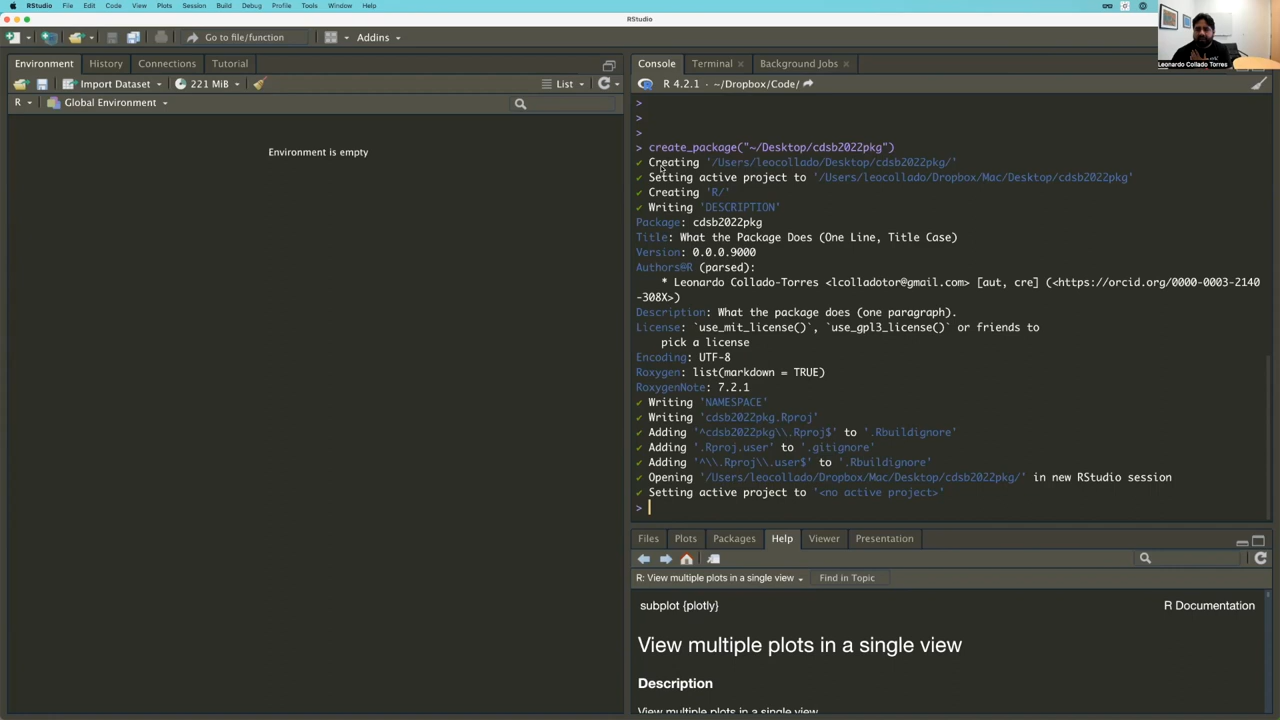 RStudio File Edit Code View Plots Session Build Debug Profile Tools Window Help
RStudio
Go to file/function Addins
Leonardo Collado Torres
Environment History Connections Tutorial
Import Dataset 221 MiB List
R Global Environment
Environment is empty
Console Terminal Background Jobs
R 4.2.1 · ~/Dropbox/Code/
>
>
>
> create_package("~/Desktop/cdsb2022pkg")
✔ Creating '/Users/leocollado/Desktop/cdsb2022pkg/'
✔ Setting active project to '/Users/leocollado/Dropbox/Mac/Desktop/cdsb2022pkg'
✔ Creating 'R/'
✔ Writing 'DESCRIPTION'
Package: cdsb2022pkg
Title: What the Package Does (One Line, Title Case)
Version: 0.0.0.9000
Authors@R (parsed):
* Leonardo Collado-Torres <lcolladotor@gmail.com> [aut, cre] (<https://orcid.org/0000-0003-2140
-308X>)
Description: What the package does (one paragraph).
License: `use_mit_license()`, `use_gpl3_license()` or friends to
pick a license
Encoding: UTF-8
Roxygen: list(markdown = TRUE)
RoxygenNote: 7.2.1
✔ Writing 'NAMESPACE'
✔ Writing 'cdsb2022pkg.Rproj'
✔ Adding '^cdsb2022pkg\\.Rproj$' to '.Rbuildignore'
✔ Adding '.Rproj.user' to '.gitignore'
✔ Adding '^\\.Rproj\\.user$' to '.Rbuildignore'
✔ Opening '/Users/leocollado/Dropbox/Mac/Desktop/cdsb2022pkg/' in new RStudio session
✔ Setting active project to '<no active project>'
>
Files Plots Packages Help Viewer Presentation
R: View multiple plots in a single view Find in Topic
subplot {plotly} R Documentation
View multiple plots in a single view
Description
View multiple plots in a single view